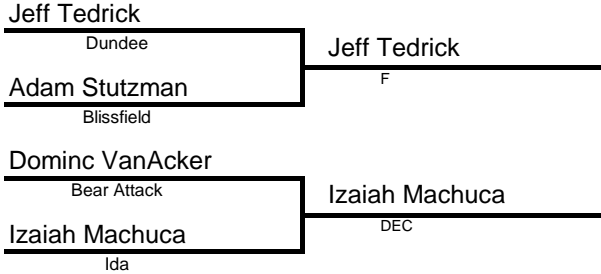 Jeff Tedrick
Dundee
Jeff Tedrick
F
Adam Stutzman
Blissfield
Dominc VanAcker
Bear Attack
Izaiah Machuca
DEC
Izaiah Machuca
Ida